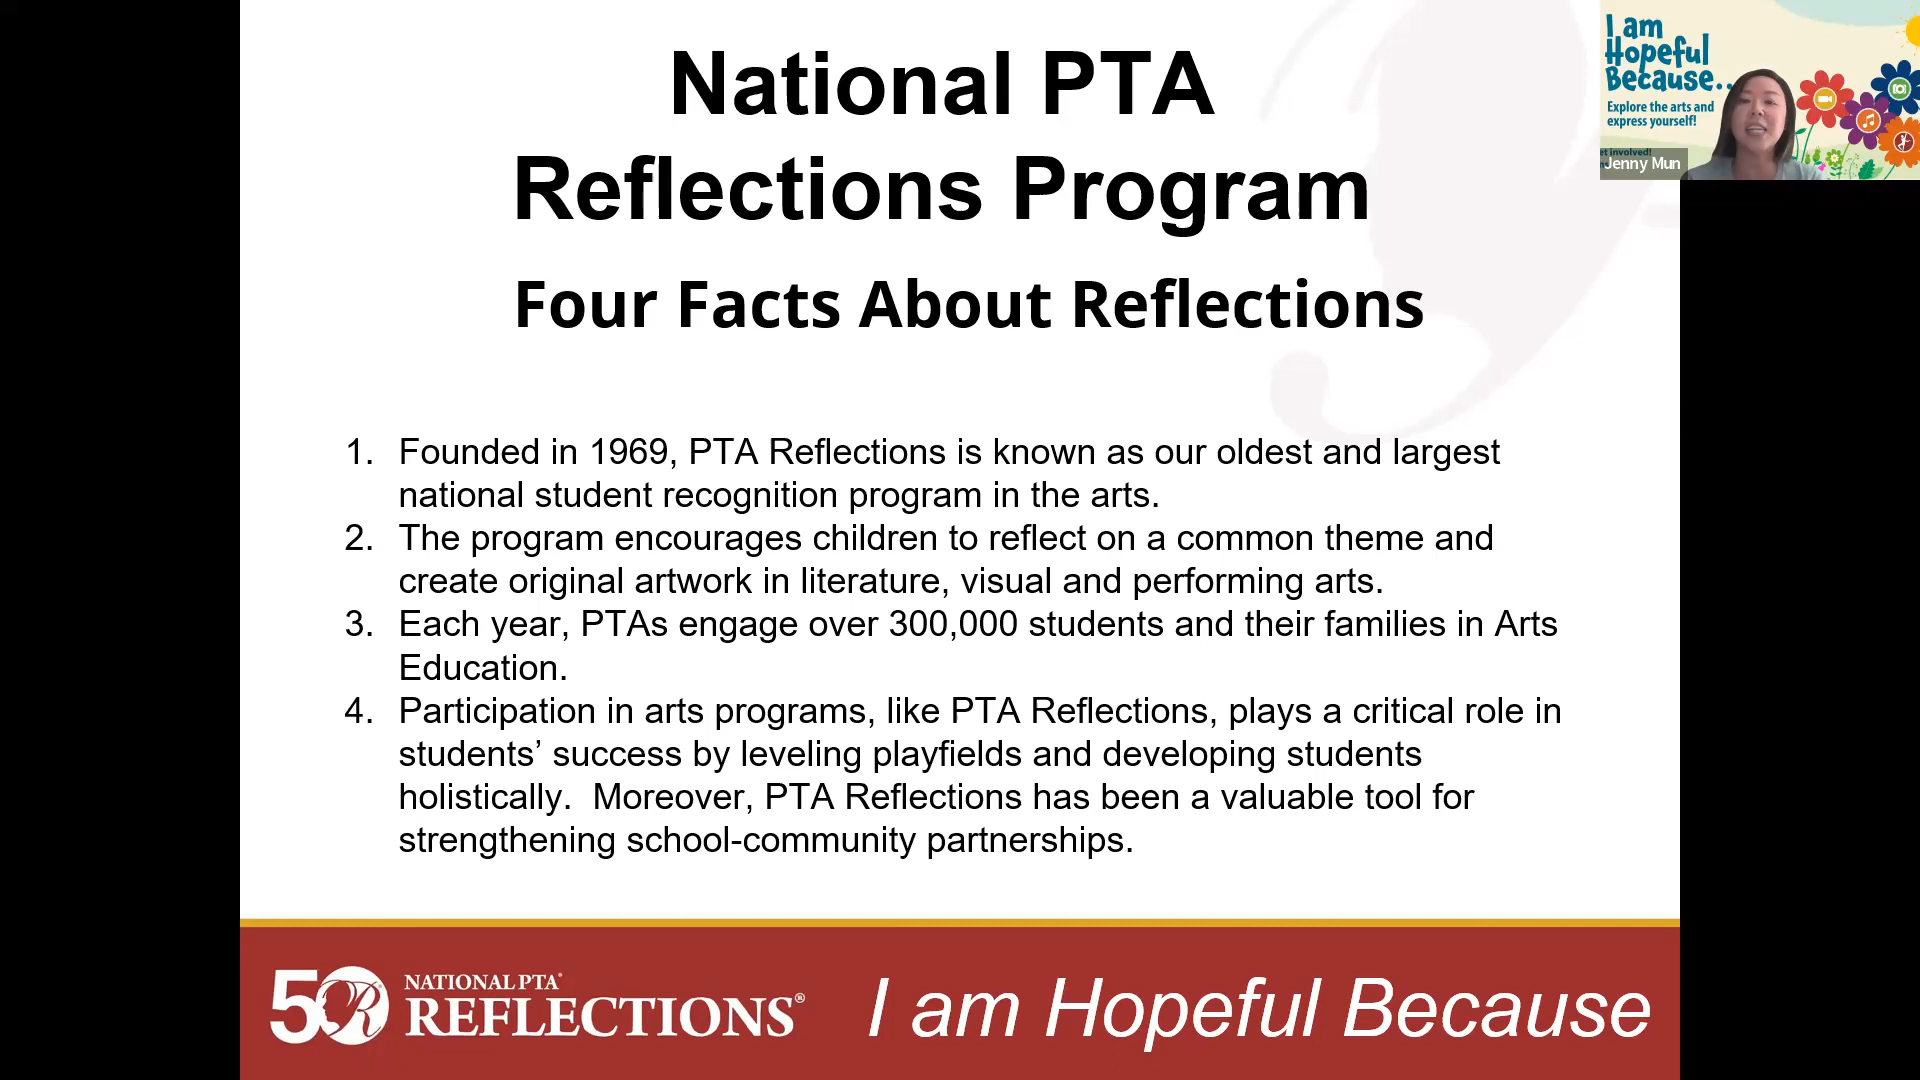 National PTA
Reflections Program
Four Facts About Reflections
1. Founded in 1969, PTA Reflections is known as our oldest and largest
national student recognition program in the arts.
2. The program encourages children to reflect on a common theme and
create original artwork in literature, visual and performing arts.
3. Each year, PTAs engage over 300,000 students and their families in Arts
Education.
4. Participation in arts programs, like PTA Reflections, plays a critical role in
students’ success by leveling playfields and developing students
holistically.  Moreover, PTA Reflections has been a valuable tool for
strengthening school-community partnerships.
50 R
NATIONAL PTA®
REFLECTIONS®
I am Hopeful Because
I am
Hopeful
Because..
Explore the arts and
express yourself!
et involved!
Jenny Mun